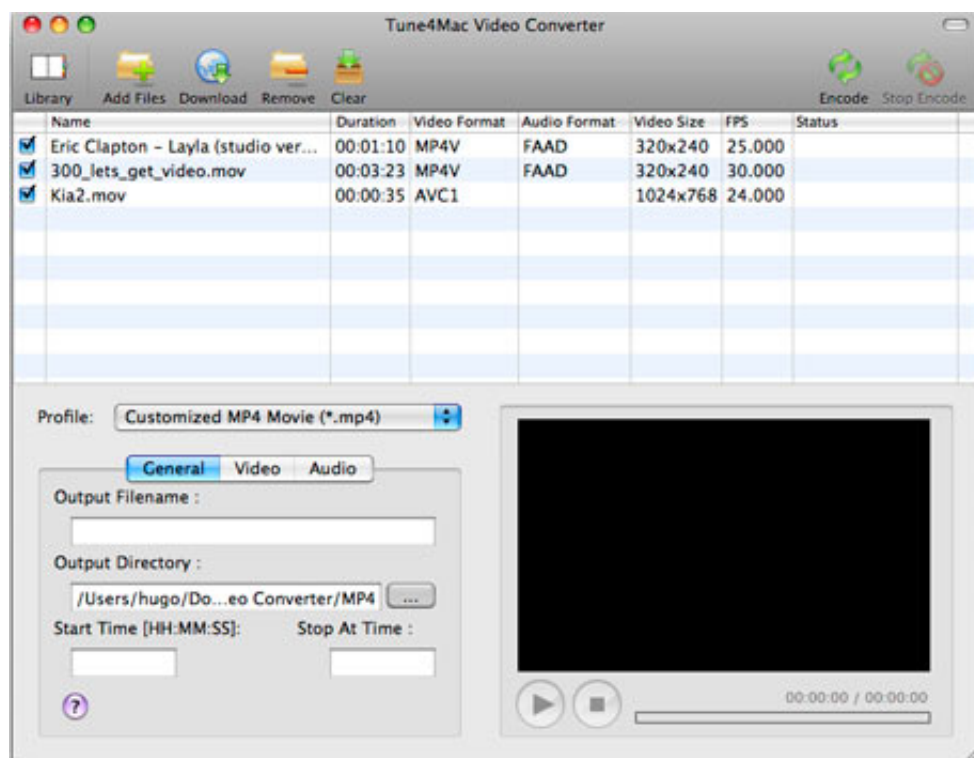 Tune4Mac Video Converter
Library Add Files Download Remove Clear Encode Stop Encode
Name Duration Video Format Audio Format Video Size FPS Status
Eric Clapton – Layla (studio ver... 00:01:10 MP4V FAAD 320x240 25.000
300_lets_get_video.mov 00:03:23 MP4V FAAD 320x240 30.000
Kia2.mov 00:00:35 AVC1 1024x768 24.000
Profile: Customized MP4 Movie (*.mp4)
General Video Audio
Output Filename :
Output Directory :
/Users/hugo/Do...eo Converter/MP4 ...
Start Time [HH:MM:SS]: Stop At Time :
?
00:00:00 / 00:00:00